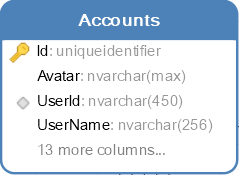 Accounts
Id: uniqueidentifier
Avatar: nvarchar(max)
UserId: nvarchar(450)
UserName: nvarchar(256)
13 more columns...